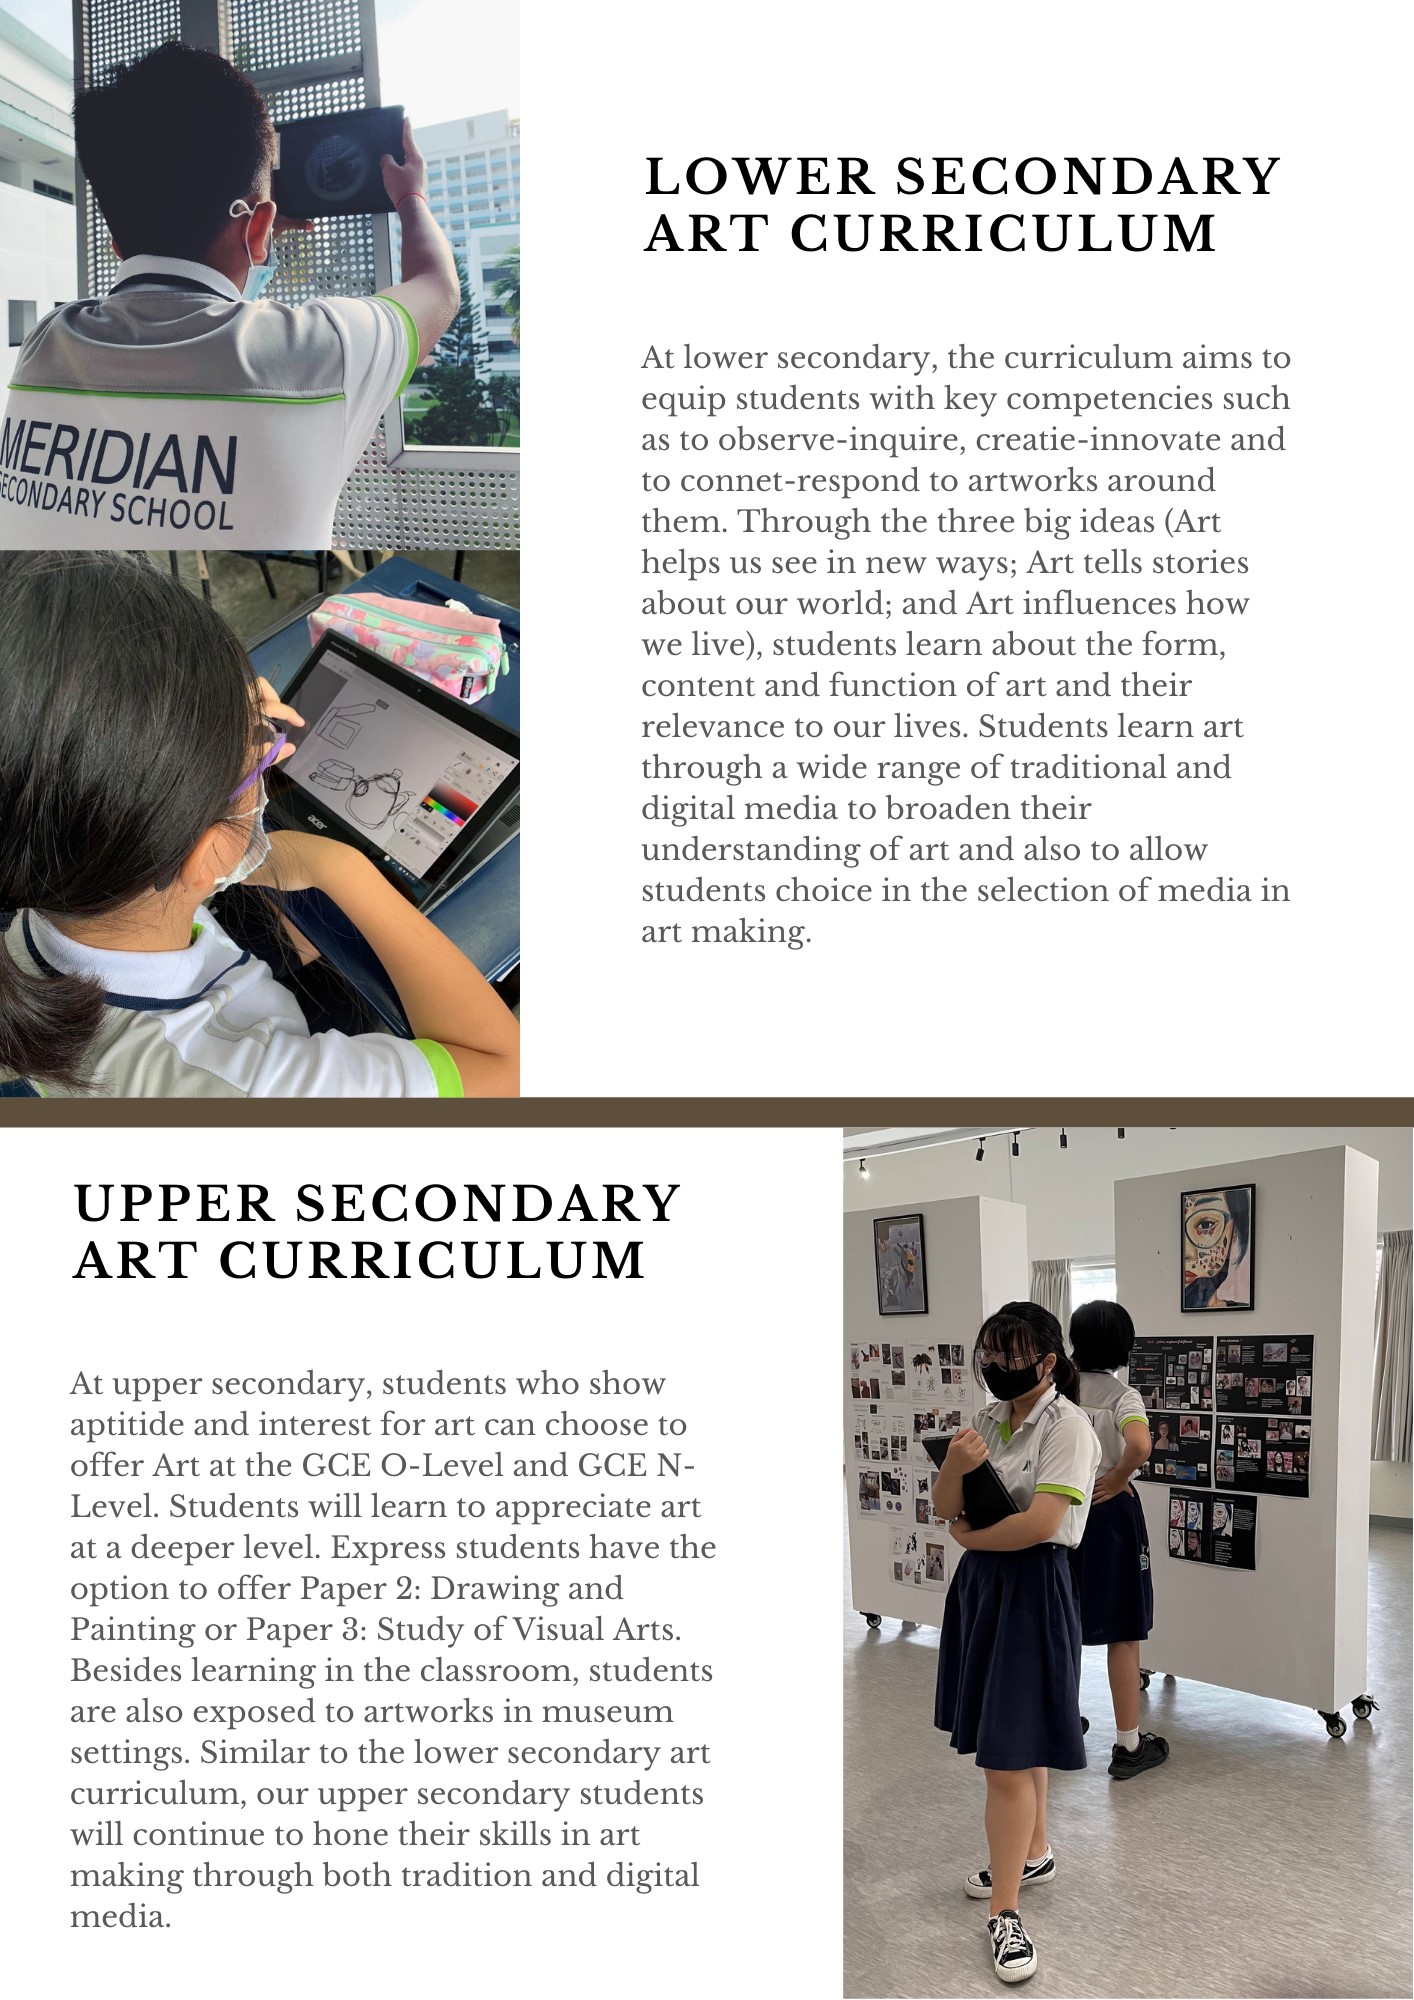 MERIDIAN
SECONDARY SCHOOL
acer
LOWER SECONDARY
ART CURRICULUM
At lower secondary, the curriculum aims to
equip students with key competencies such
as to observe-inquire, creatie-innovate and
to connet-respond to artworks around
them. Through the three big ideas (Art
helps us see in new ways; Art tells stories
about our world; and Art influences how
we live), students learn about the form,
content and function of art and their
relevance to our lives. Students learn art
through a wide range of traditional and
digital media to broaden their
understanding of art and also to allow
students choice in the selection of media in
art making.
UPPER SECONDARY
ART CURRICULUM
At upper secondary, students who show
aptitide and interest for art can choose to
offer Art at the GCE O-Level and GCE N-
Level. Students will learn to appreciate art
at a deeper level. Express students have the
option to offer Paper 2: Drawing and
Painting or Paper 3: Study of Visual Arts.
Besides learning in the classroom, students
are also exposed to artworks in museum
settings. Similar to the lower secondary art
curriculum, our upper secondary students
will continue to hone their skills in art
making through both tradition and digital
media.